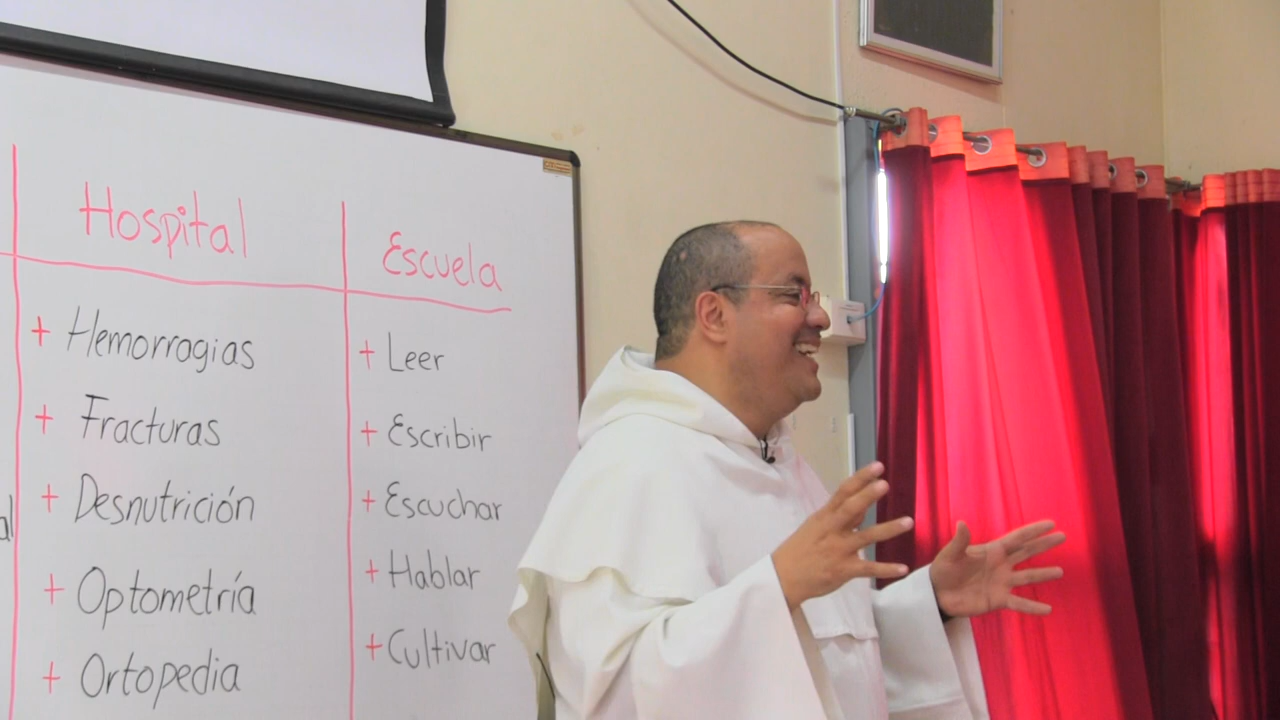 Hospital
+ Hemorragias
+ Fracturas
+ Desnutrición
+ Optometría
+ Ortopedia
Escuela
+ Leer
+ Escribir
+ Escuchar
+ Hablar
+ Cultivar